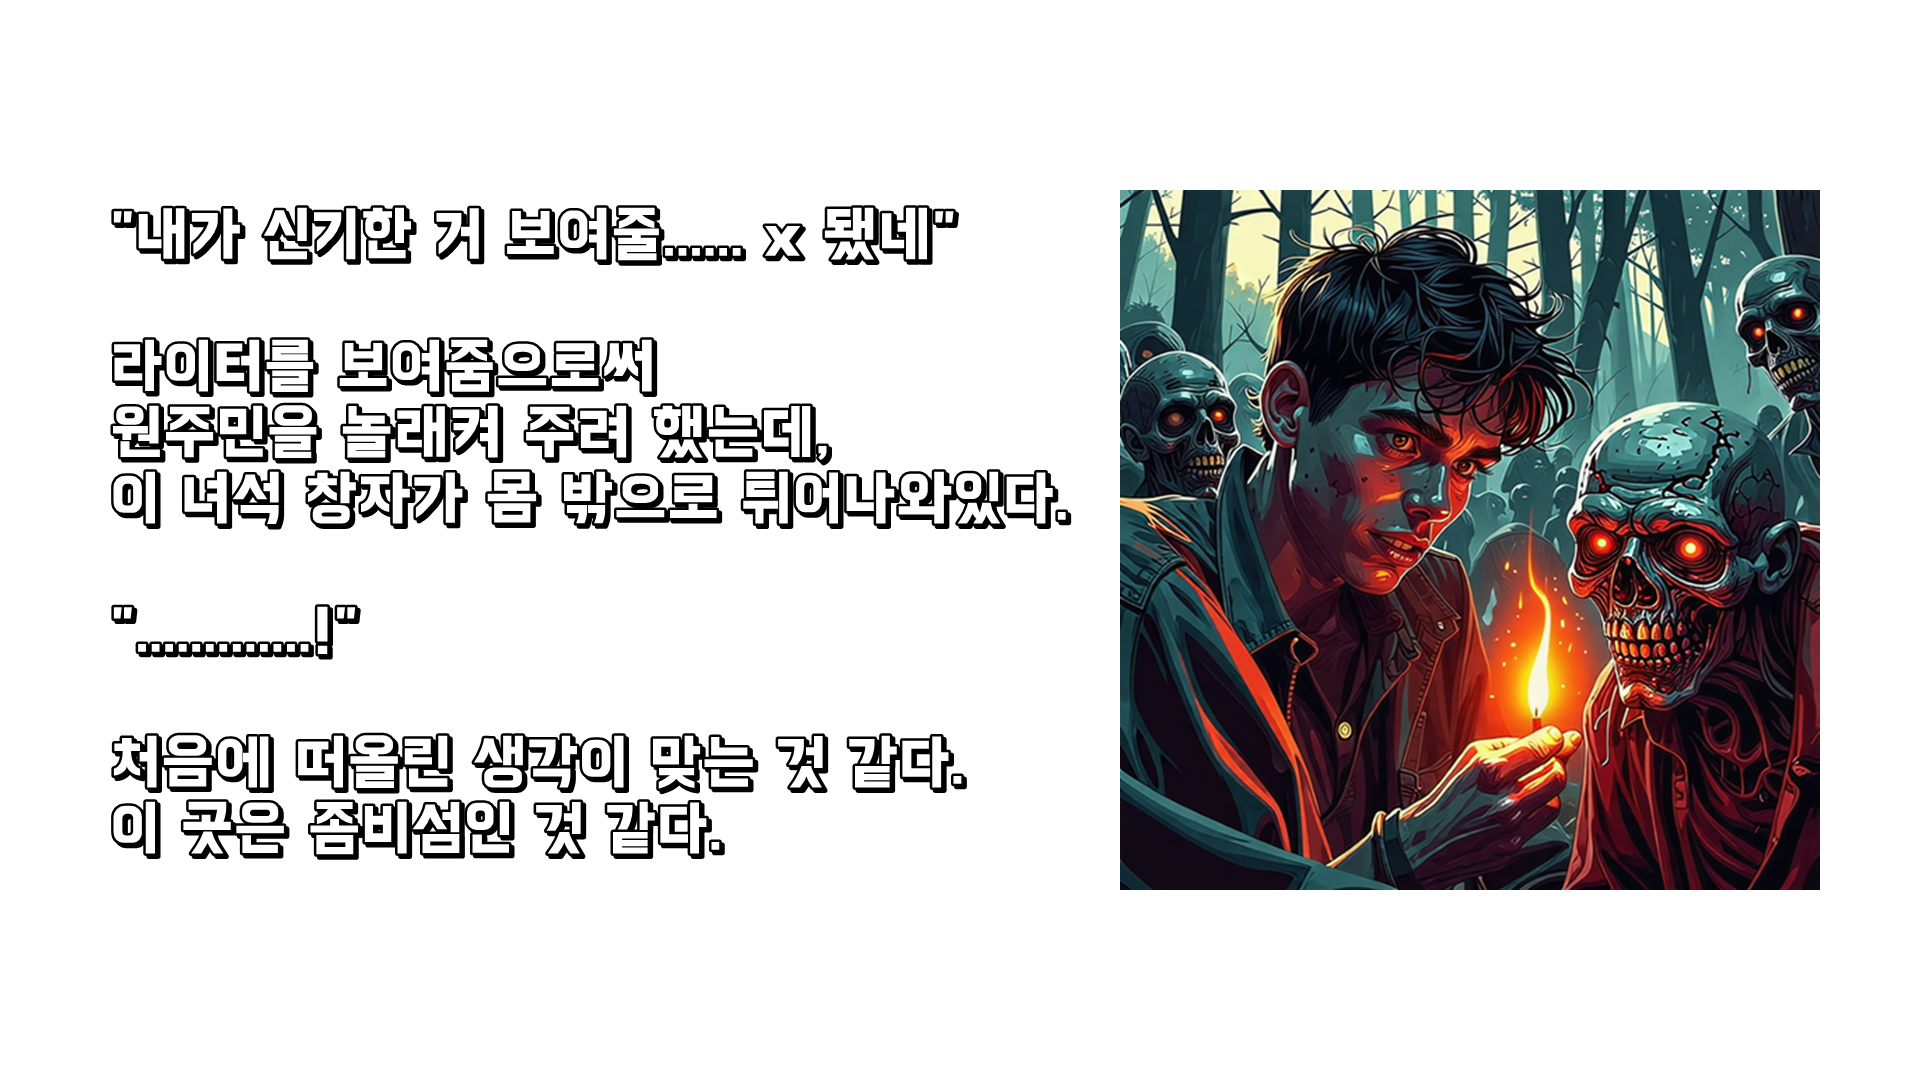 "내가 신기한 거 보여줄...... x 됐네"
라이터를 보여줌으로써
원주민을 놀래켜 주려 했는데,
이 녀석 창자가 몸 밖으로 튀어나와있다.
".............!"
처음에 떠올린 생각이 맞는 것 같다.
이 곳은 좀비섬인 것 같다.